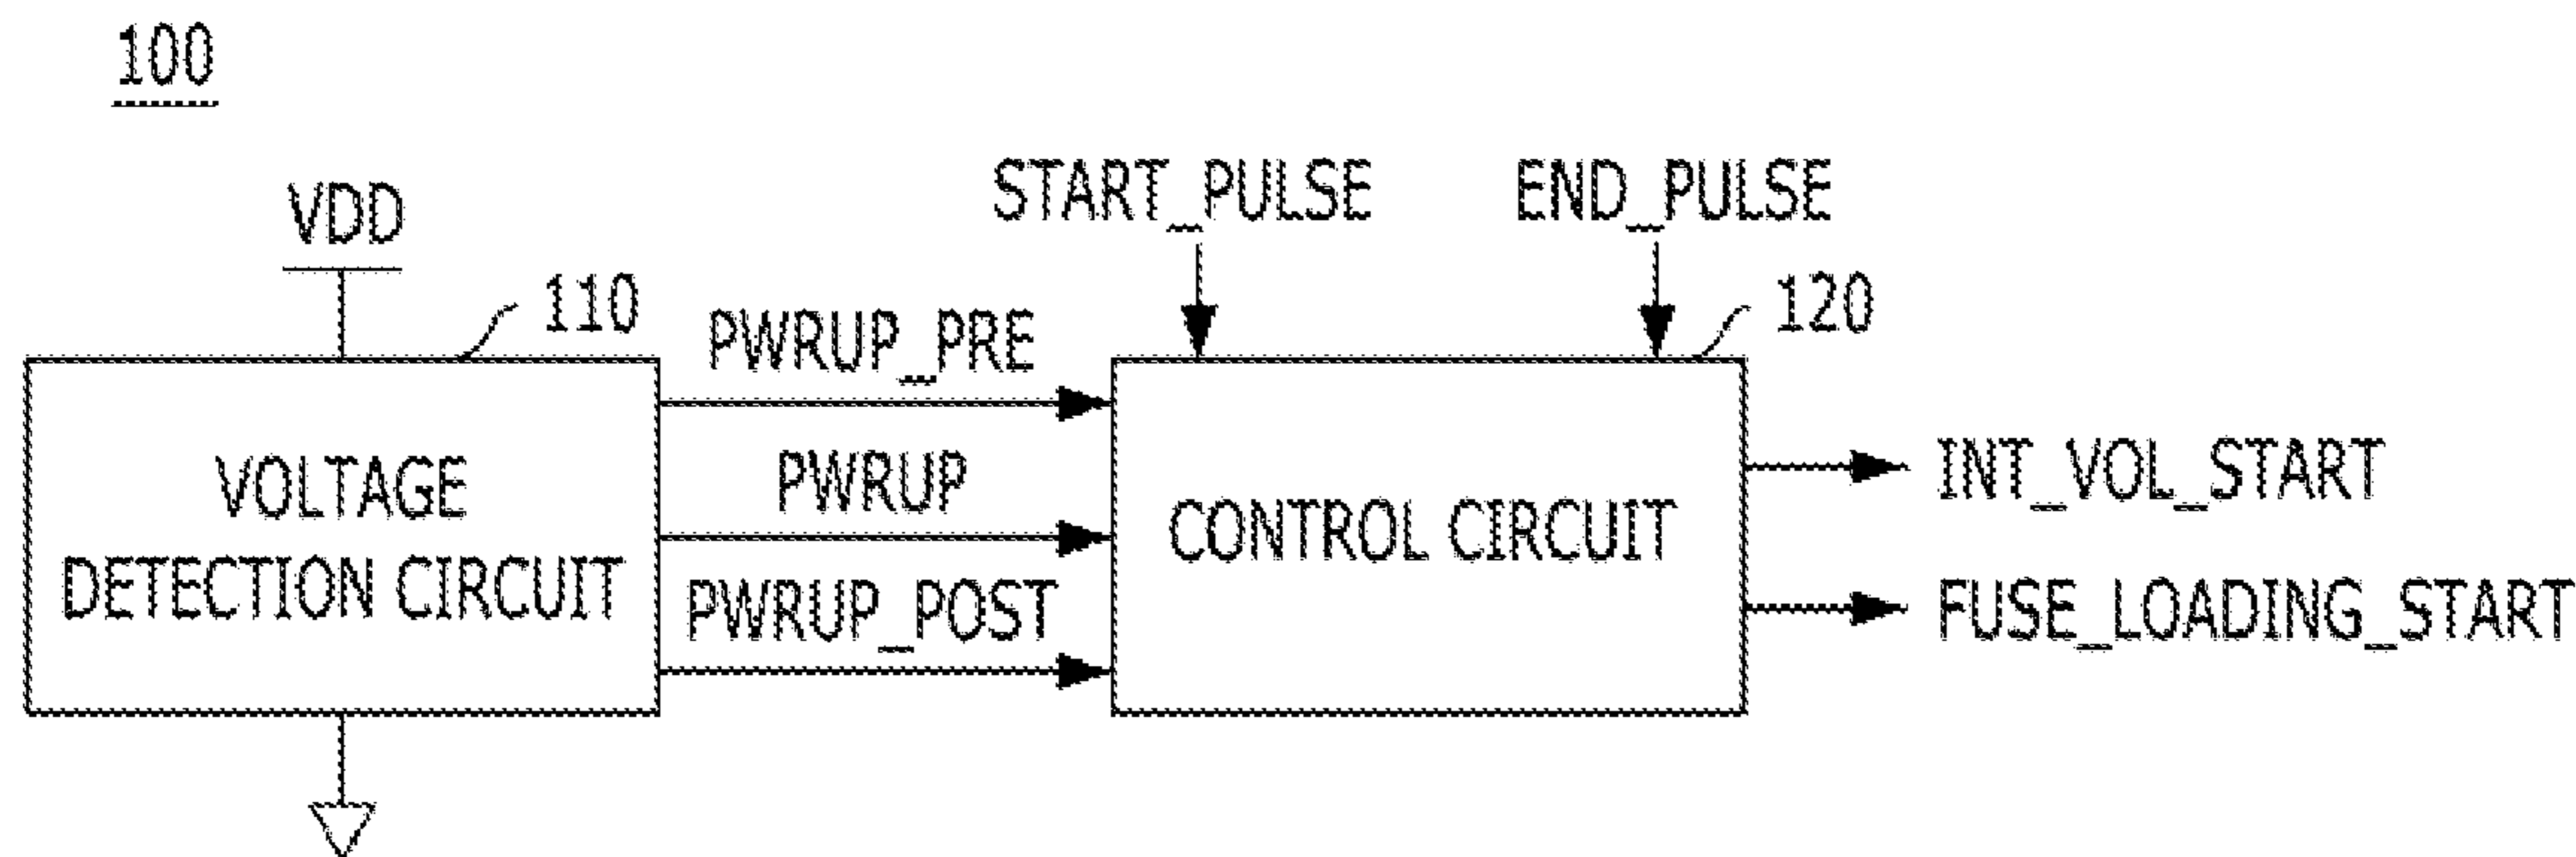 100
VDD
START_PULSE
END_PULSE
110
120
PWRUP_PRE
PWRUP
PWRUP_POST
VOLTAGE
DETECTION CIRCUIT
CONTROL CIRCUIT
INT_VOL_START
FUSE_LOADING_START